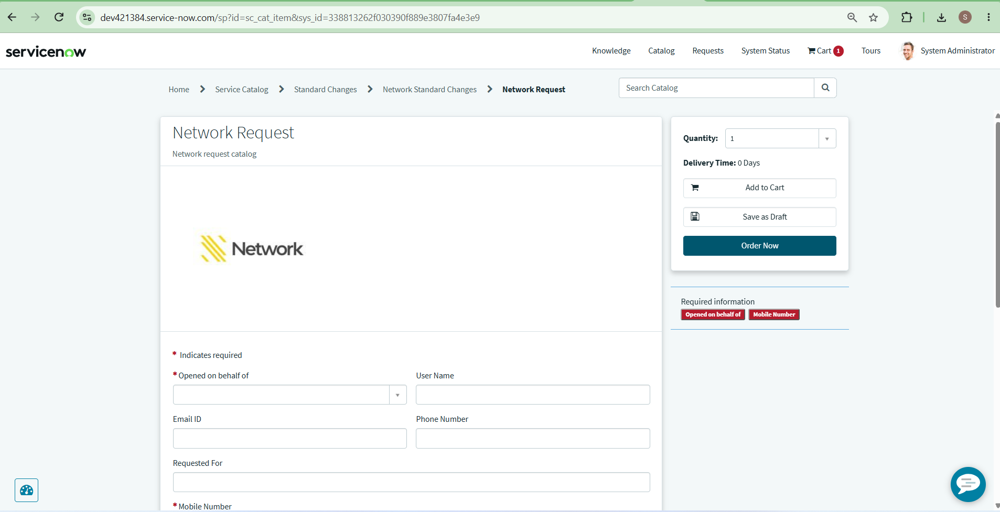 dev421384.service-now.com/sp?id=sc_cat_item&sys_id=338813262f030390f889e3807fa4e3e9
S
servicenow
Knowledge
Catalog
Requests
System Status
Cart 1
Tours
System Administrator
Home
Service Catalog
Standard Changes
Network Standard Changes
Network Request
Search Catalog
Network Request
Network request catalog
Network
* Indicates required
* Opened on behalf of
User Name
Email ID
Phone Number
Requested For
* Mobile Number
Quantity: 1
Delivery Time: 0 Days
Add to Cart
Save as Draft
Order Now
Required information
Opened on behalf of
Mobile Number